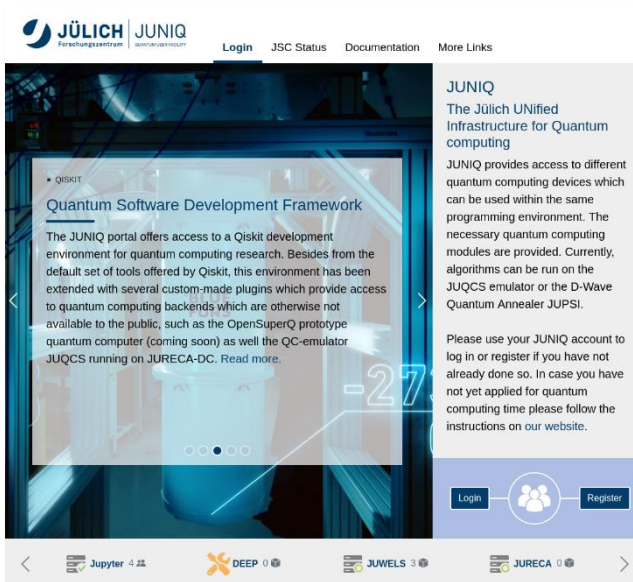 JÜLICH JUNIQ
Forschungszentrum QUANTUM USER FACILITY
Login JSC Status Documentation More Links
• QISKIT
Quantum Software Development Framework
The JUNIQ portal offers access to a Qiskit development
environment for quantum computing research. Besides from the
default set of tools offered by Qiskit, this environment has been
extended with several custom-made plugins which provide access
to quantum computing backends which are otherwise not
available to the public, such as the OpenSuperQ prototype
quantum computer (coming soon) as well the QC-emulator
JUQCS running on JURECA-DC. Read more.
BLUE
FORS
-273
JUNIQ
The Jülich UNified
Infrastructure for Quantum
computing
JUNIQ provides access to different
quantum computing devices which
can be used within the same
programming environment. The
necessary quantum computing
modules are provided. Currently,
algorithms can be run on the
JUQCS emulator or the D-Wave
Quantum Annealer JUPSI.
Please use your JUNIQ account to
log in or register if you have not
already done so. In case you have
not yet applied for quantum
computing time please follow the
instructions on our website.
Login Register
Jupyter 4 DEEP 0 JUWELS 3 JURECA 0